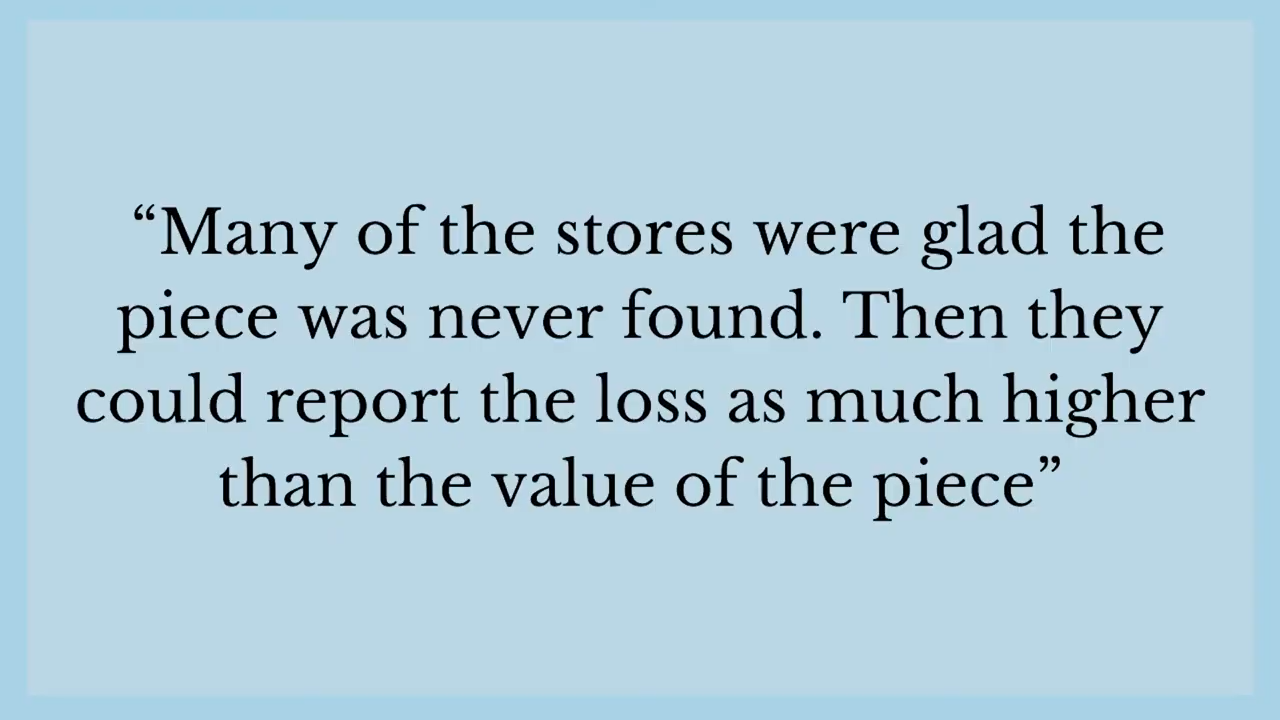 “Many of the stores were glad the
piece was never found. Then they
could report the loss as much higher
than the value of the piece”